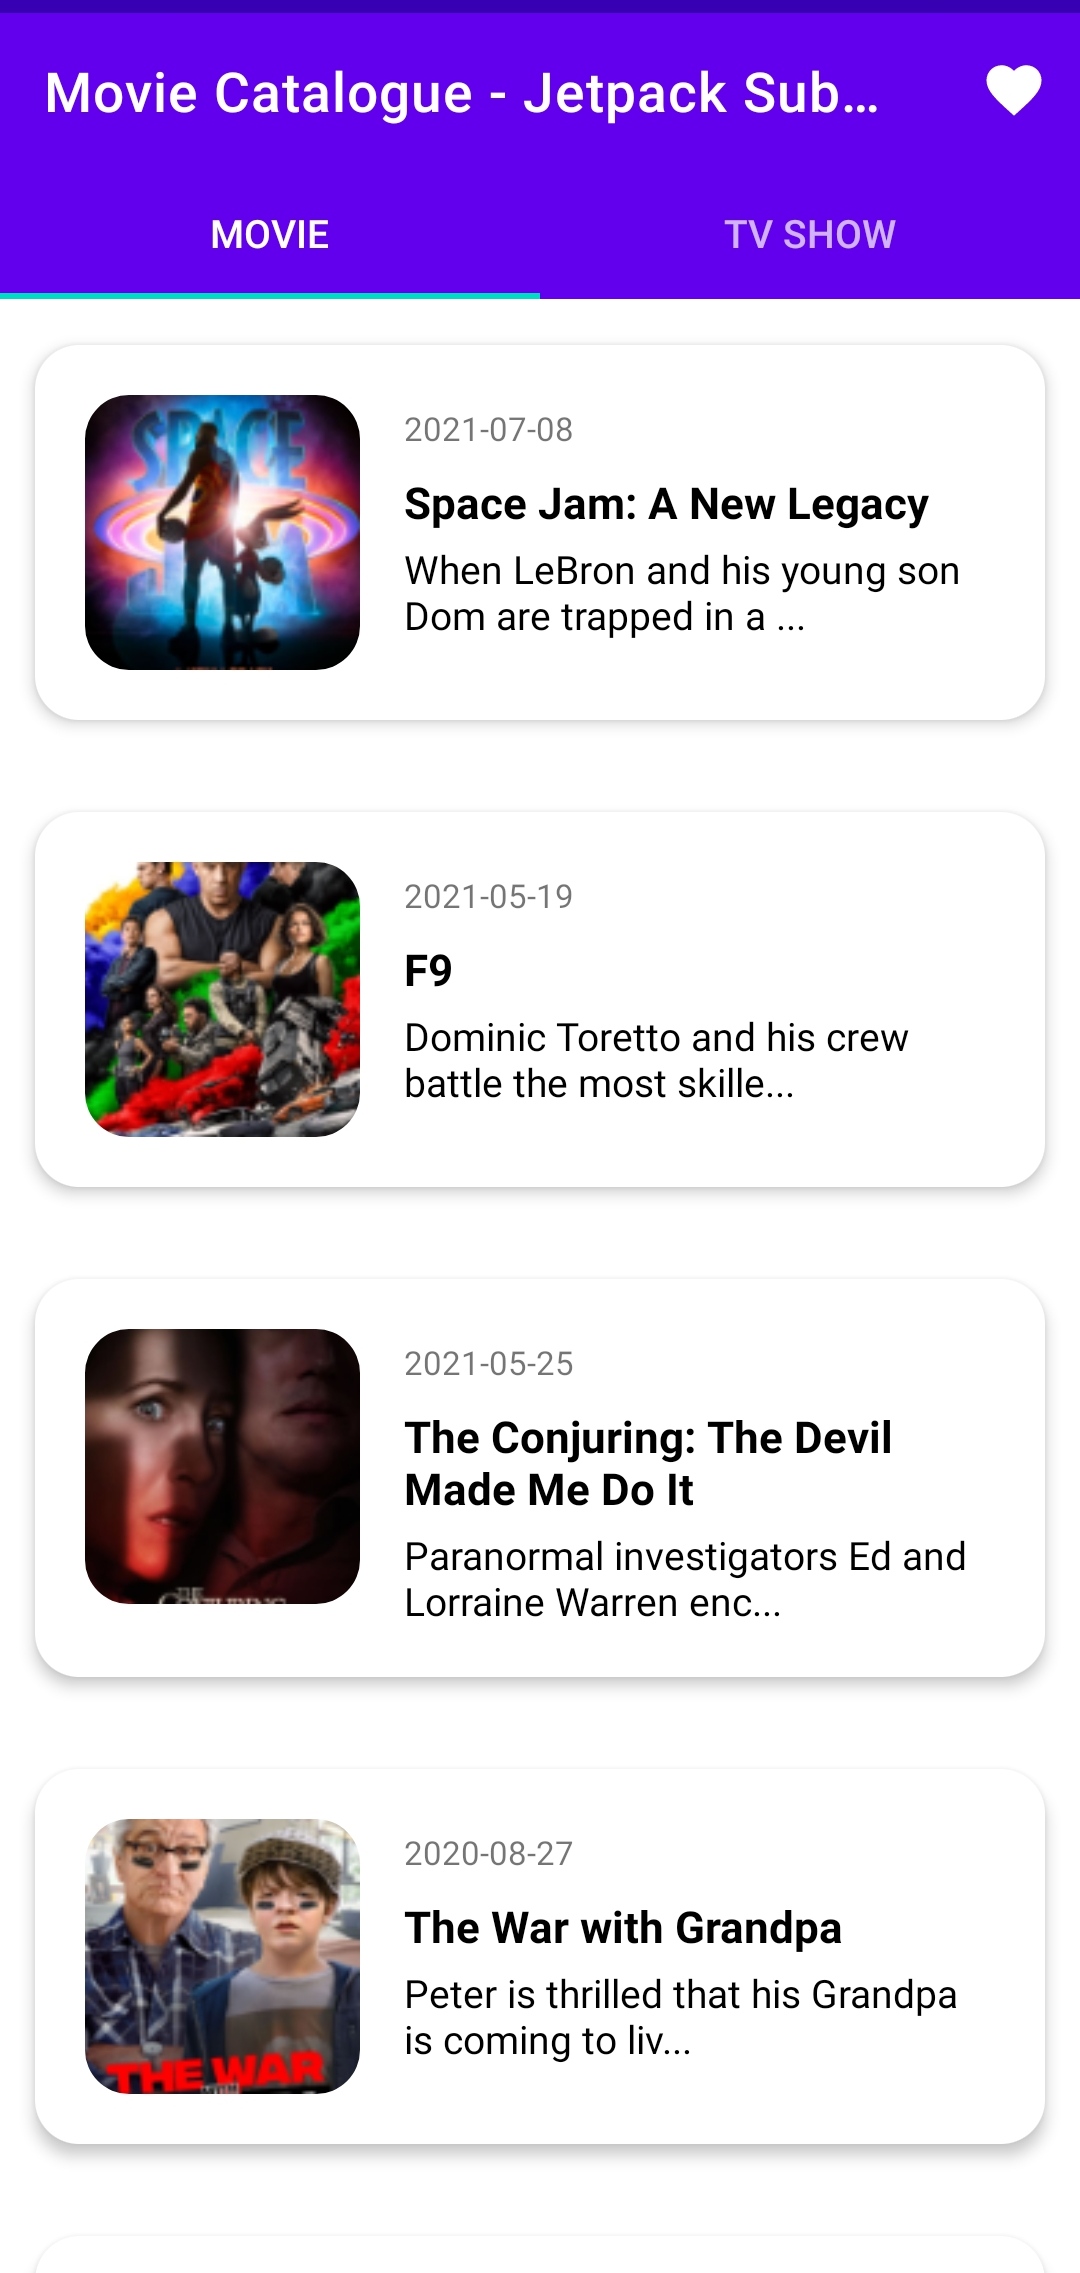 Movie Catalogue - Jetpack Sub...
MOVIE
TV SHOW
SPACE
JAM
2021-07-08
Space Jam: A New Legacy
When LeBron and his young son
Dom are trapped in a ...
2021-05-19
F9
Dominic Toretto and his crew
battle the most skille...
2021-05-25
The Conjuring: The Devil
Made Me Do It
Paranormal investigators Ed and
Lorraine Warren enc...
THE
CONJURING
2020-08-27
The War with Grandpa
Peter is thrilled that his Grandpa
is coming to liv...
THE WAR
WITH